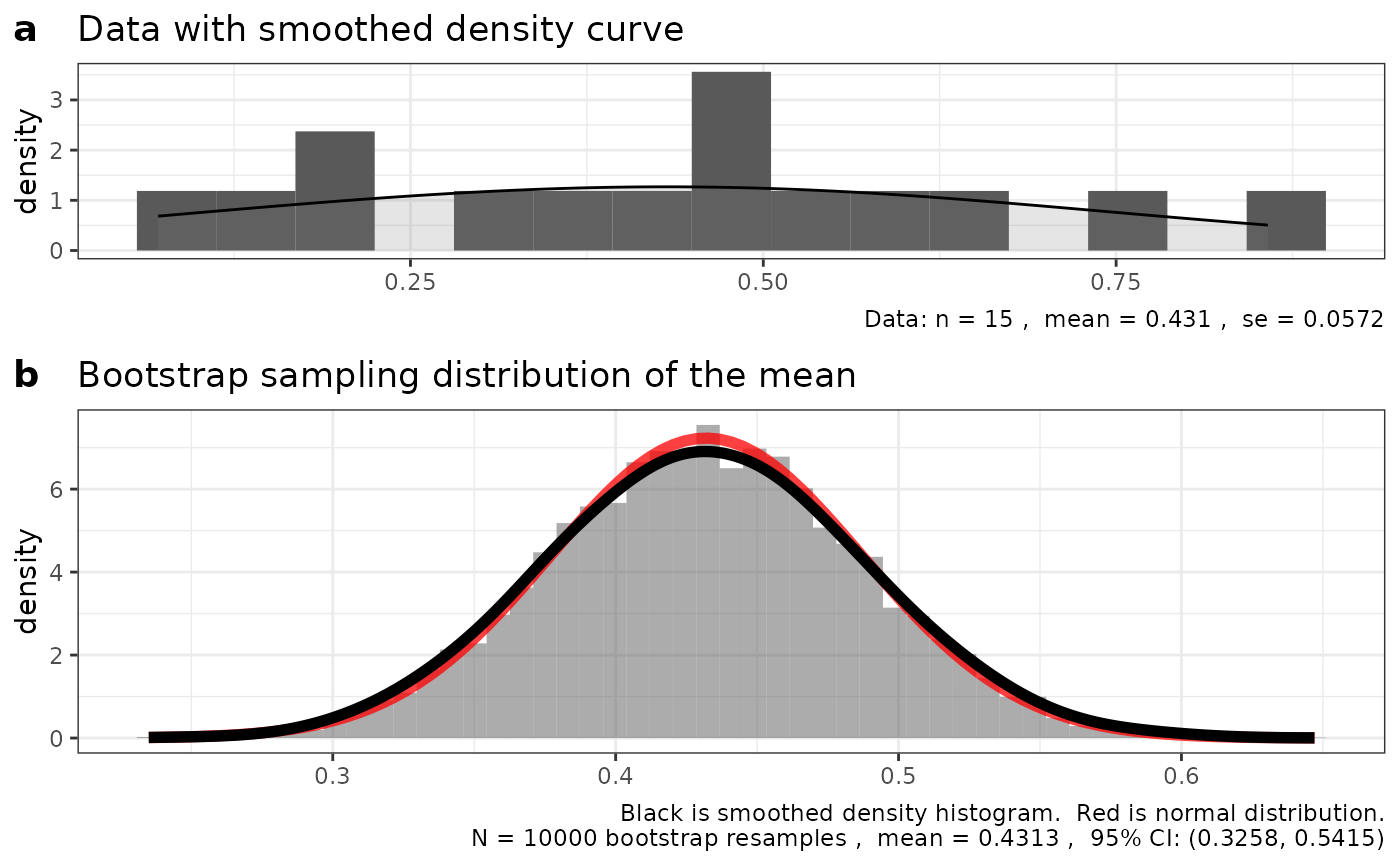 a Data with smoothed density curve
density
3
2
1
0
0.25 0.50 0.75
Data: n = 15 ,  mean = 0.431 ,  se = 0.0572
b Bootstrap sampling distribution of the mean
density
6
4
2
0
0.3 0.4 0.5 0.6
Black is smoothed density histogram.  Red is normal distribution.
N = 10000 bootstrap resamples ,  mean = 0.4313 ,  95% CI: (0.3258, 0.5415)